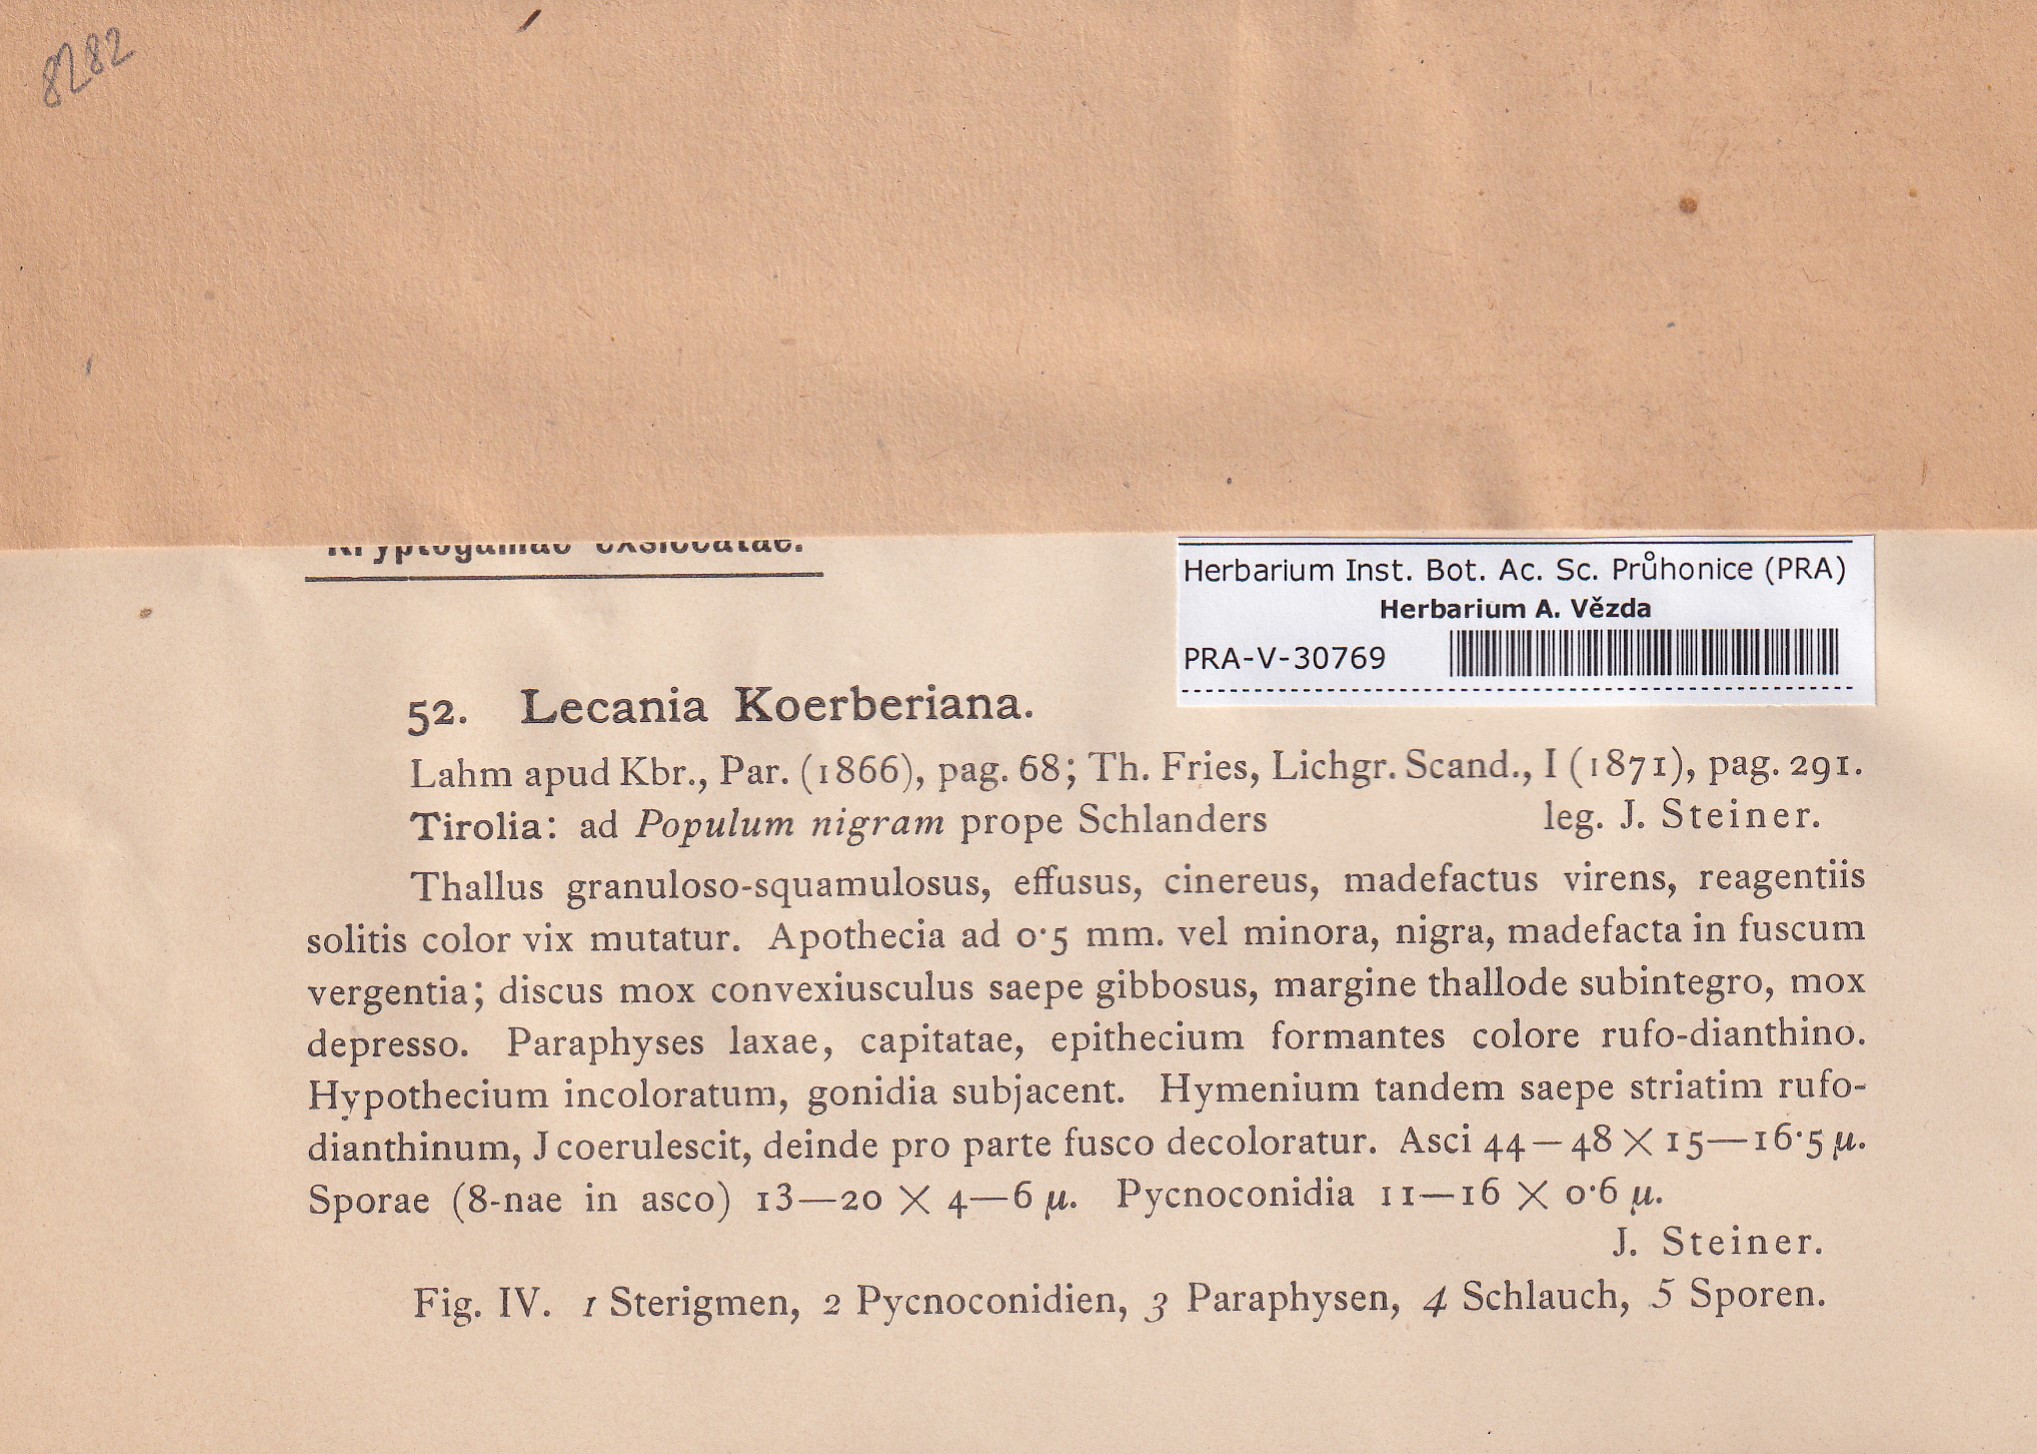 8282
Kryptogamae exsiccatae.
Herbarium Inst. Bot. Ac. Sc. Průhonice (PRA)
Herbarium A. Vězda
PRA-V-30769
52. Lecania Koerberiana.
Lahm apud Kbr., Par. (1866), pag. 68; Th. Fries, Lichgr. Scand., I (1871), pag. 291.
Tirolia: ad Populum nigram prope Schlanders leg. J. Steiner.
Thallus granuloso-squamulosus, effusus, cinereus, madefactus virens, reagentiis
solitis color vix mutatur. Apothecia ad 0·5 mm. vel minora, nigra, madefacta in fuscum
vergentia; discus mox convexiusculus saepe gibbosus, margine thallode subintegro, mox
depresso. Paraphyses laxae, capitatae, epithecium formantes colore rufo-dianthino.
Hypothecium incoloratum, gonidia subjacent. Hymenium tandem saepe striatim rufo-
dianthinum, J coerulescit, deinde pro parte fusco decoloratur. Asci 44—48 × 15—16·5 µ.
Sporae (8-nae in asco) 13—20 × 4—6 µ. Pycnoconidia 11—16 × 0·6 µ.
J. Steiner.
Fig. IV. 1 Sterigmen, 2 Pycnoconidien, 3 Paraphysen, 4 Schlauch, 5 Sporen.